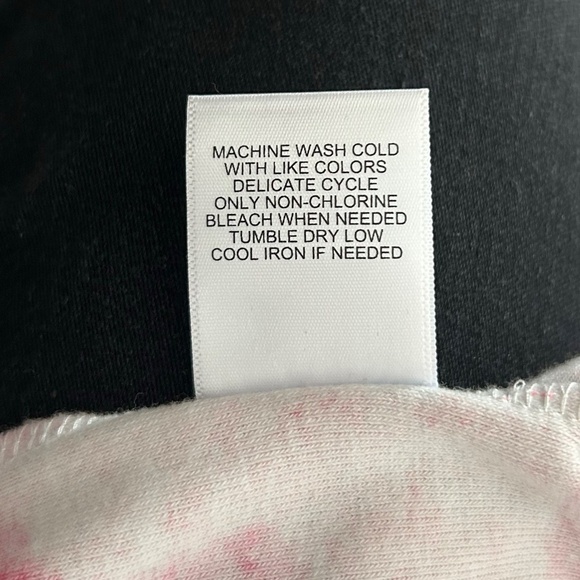 MACHINE WASH COLD
WITH LIKE COLORS
DELICATE CYCLE
ONLY NON-CHLORINE
BLEACH WHEN NEEDED
TUMBLE DRY LOW
COOL IRON IF NEEDED